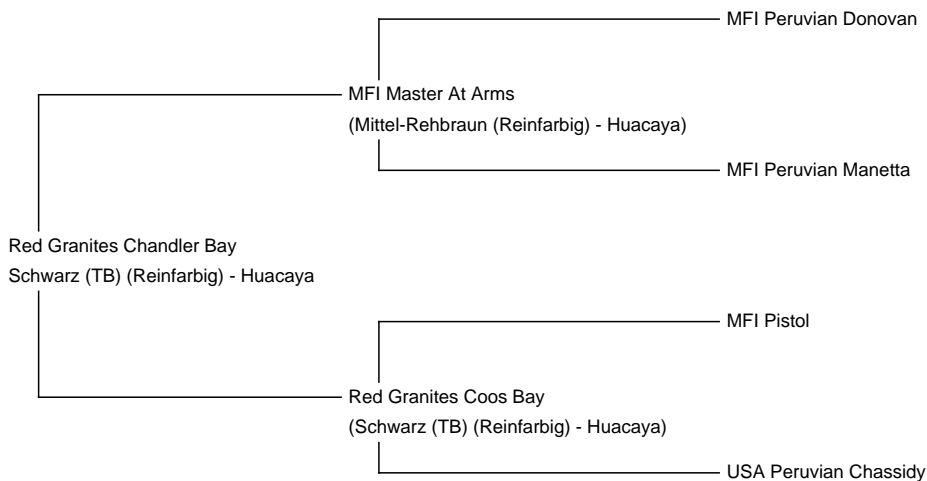 MFI Peruvian Donovan
MFI Master At Arms
(Mittel-Rehbraun (Reinfarbig) - Huacaya)
MFI Peruvian Manetta
Red Granites Chandler Bay
Schwarz (TB) (Reinfarbig) - Huacaya
MFI Pistol
Red Granites Coos Bay
(Schwarz (TB) (Reinfarbig) - Huacaya)
USA Peruvian Chassidy